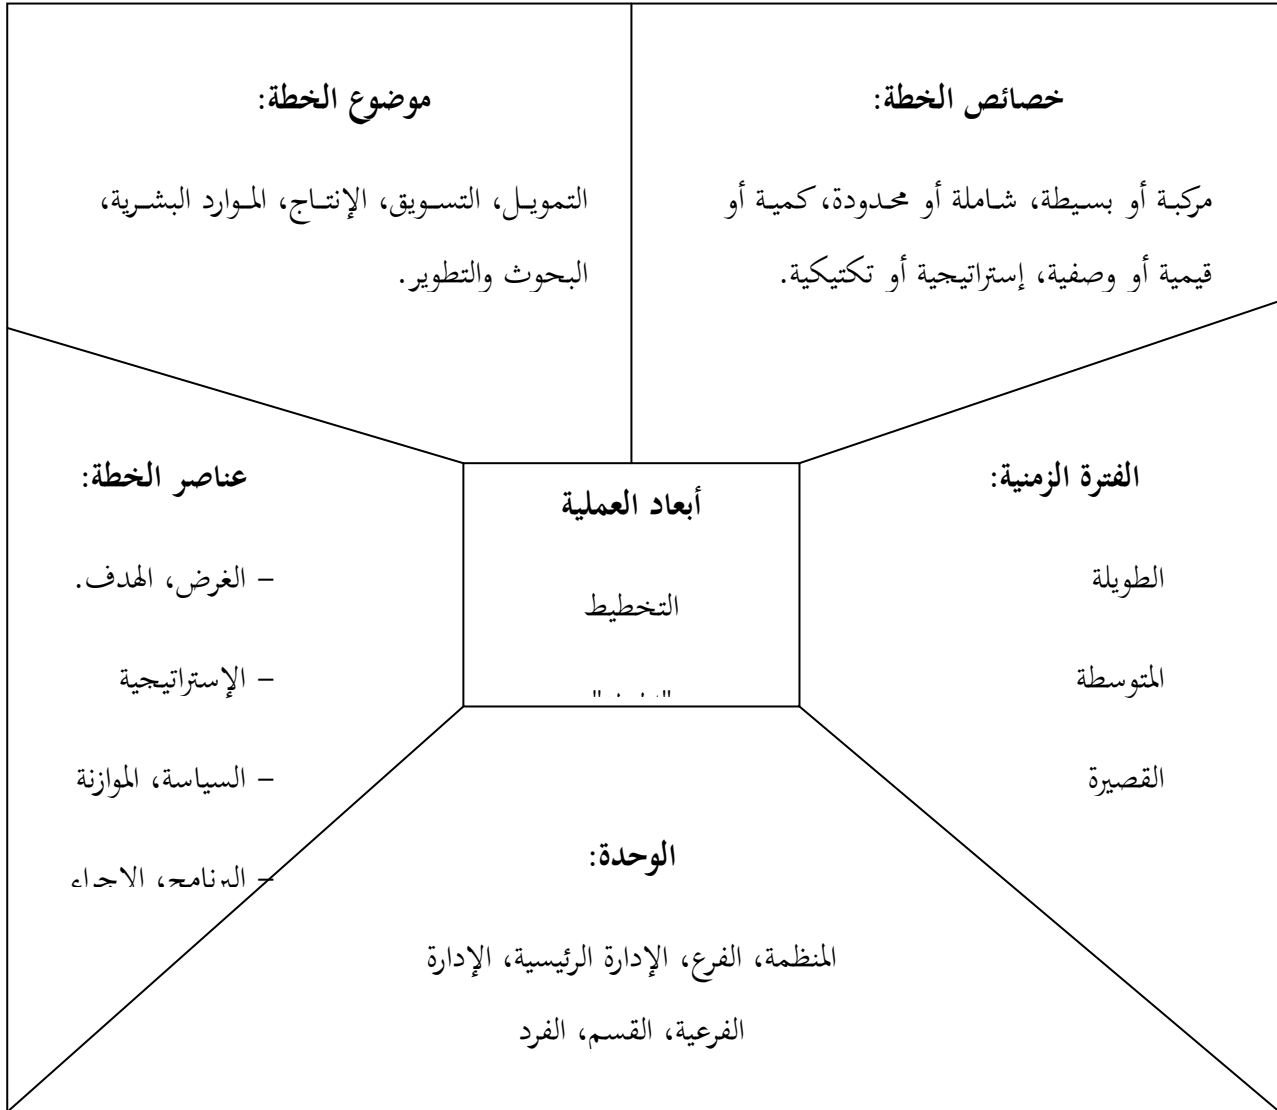 خصائص الخطة:
مركبة أو بسيطة، شاملة أو محدودة، كمية أو
قيمية أو وصفية، إستراتيجية أو تكتيكية.
موضوع الخطة:
التمويل، التسويق، الإنتاج، الموارد البشرية،
البحوث والتطوير.
الفترة الزمنية:
الطويلة
المتوسطة
القصيرة
أبعاد العملية
التخطيط
عناصر الخطة:
– الغرض، الهدف.
– الإستراتيجية
– السياسة، الموازنة
– البرنامج، الاجراء
الوحدة:
المنظمة، الفرع، الإدارة الرئيسية، الإدارة
الفرعية، القسم، الفرد